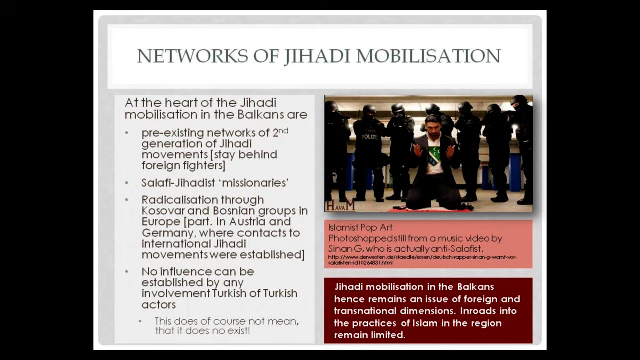 NETWORKS OF JIHADI MOBILISATION
At the heart of the Jihadi
mobilisation in the Balkans are
• pre-existing networks of 2nd
generation of Jihadi
movements [stay behind
foreign fighters]
• Salafi-Jihadist 'missionaries'
• Radicalisation through
Kosovar and Bosnian groups in
Europe [part. In Austria and
Germany, where contacts to
international Jihadi
movements were established]
• No influence can be
established by any
involvement Turkish of Turkish
actors
• This does of course not mean,
that it does no exist!
POLIZEI
HAVAM
Islamist Pop Art
Photoshopped still from a music video by
Sinan G, who is actually anti-Salafist.
Jihadi mobilisation in the Balkans
hence remains an issue of foreign and
transnational dimensions. Inroads into
the practices of Islam in the region
remain limited.